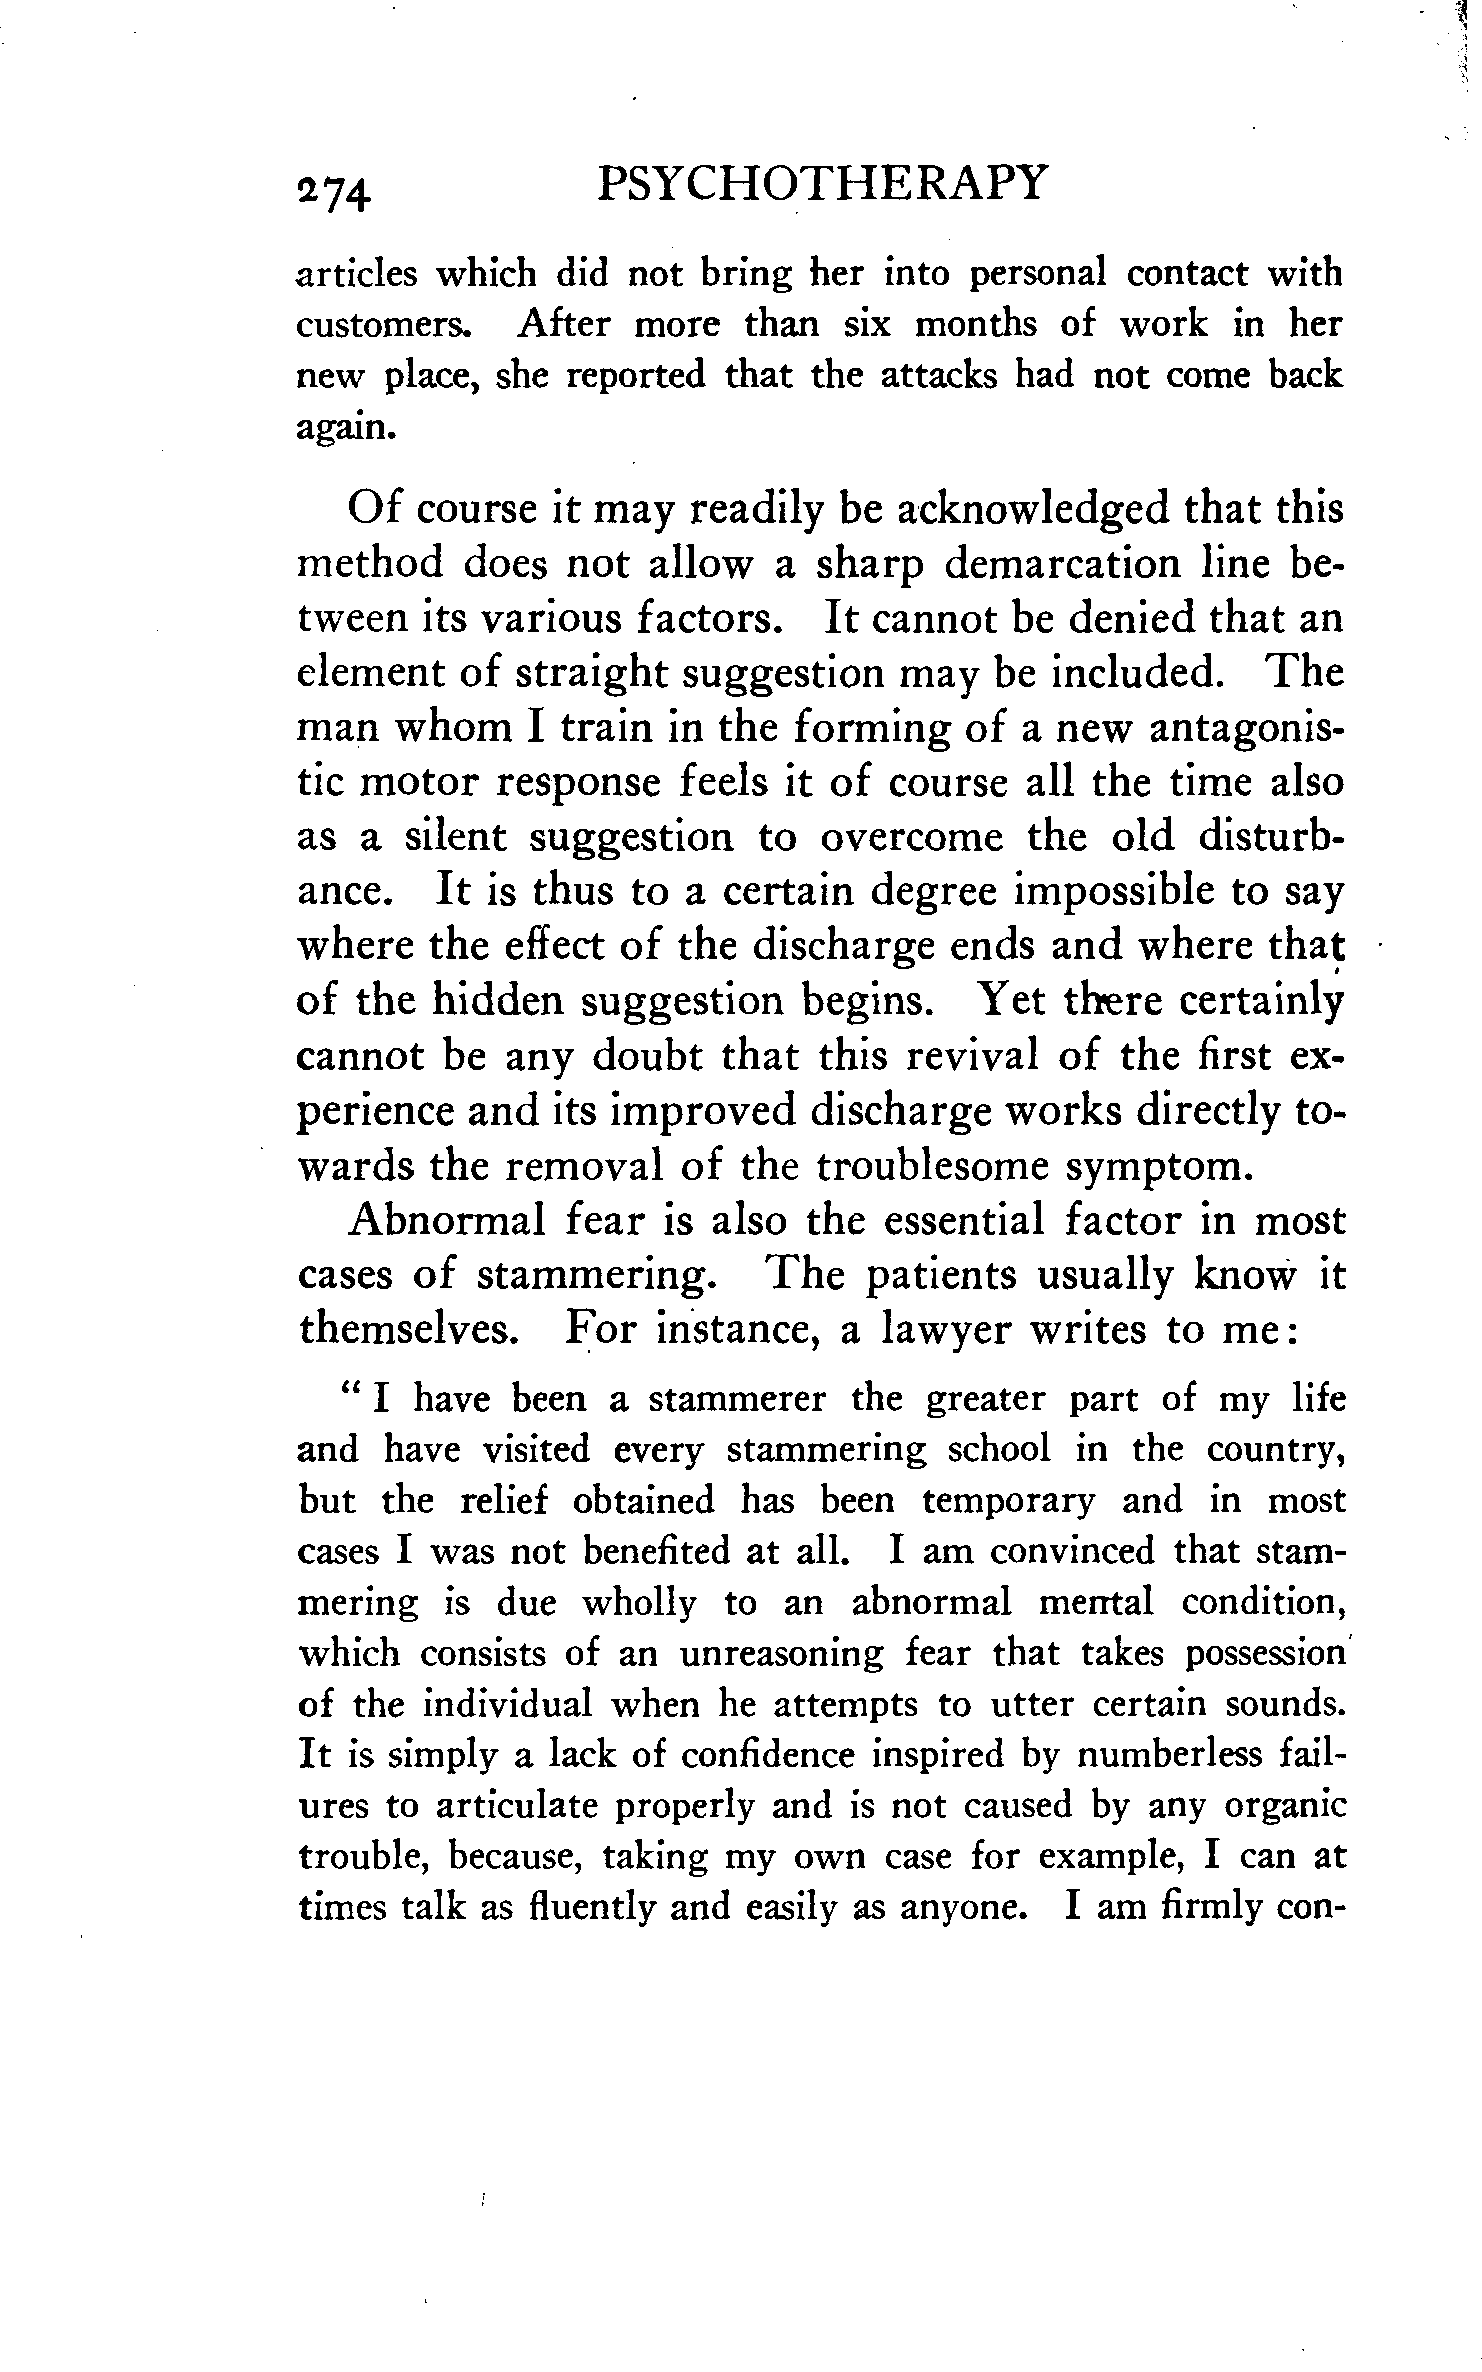 274 PSYCHOTHERAPY
articles which did not bring her into personal contact with
customers. After more than six months of work in her
new place, she reported that the attacks had not come back
again.
Of course it may readily be acknowledged that this
method does not allow a sharp demarcation line be-
tween its various factors. It cannot be denied that an
element of straight suggestion may be included. The
man whom I train in the forming of a new antagonis-
tic motor response feels it of course all the time also
as a silent suggestion to overcome the old disturb-
ance. It is thus to a certain degree impossible to say
where the effect of the discharge ends and where that
of the hidden suggestion begins. Yet there certainly
cannot be any doubt that this revival of the first ex-
perience and its improved discharge works directly to-
wards the removal of the troublesome symptom.
Abnormal fear is also the essential factor in most
cases of stammering. The patients usually know it
themselves. For instance, a lawyer writes to me:
“ I have been a stammerer the greater part of my life
and have visited every stammering school in the country,
but the relief obtained has been temporary and in most
cases I was not benefited at all. I am convinced that stam-
mering is due wholly to an abnormal mental condition,
which consists of an unreasoning fear that takes possession
of the individual when he attempts to utter certain sounds.
It is simply a lack of confidence inspired by numberless fail-
ures to articulate properly and is not caused by any organic
trouble, because, taking my own case for example, I can at
times talk as fluently and easily as anyone. I am firmly con-